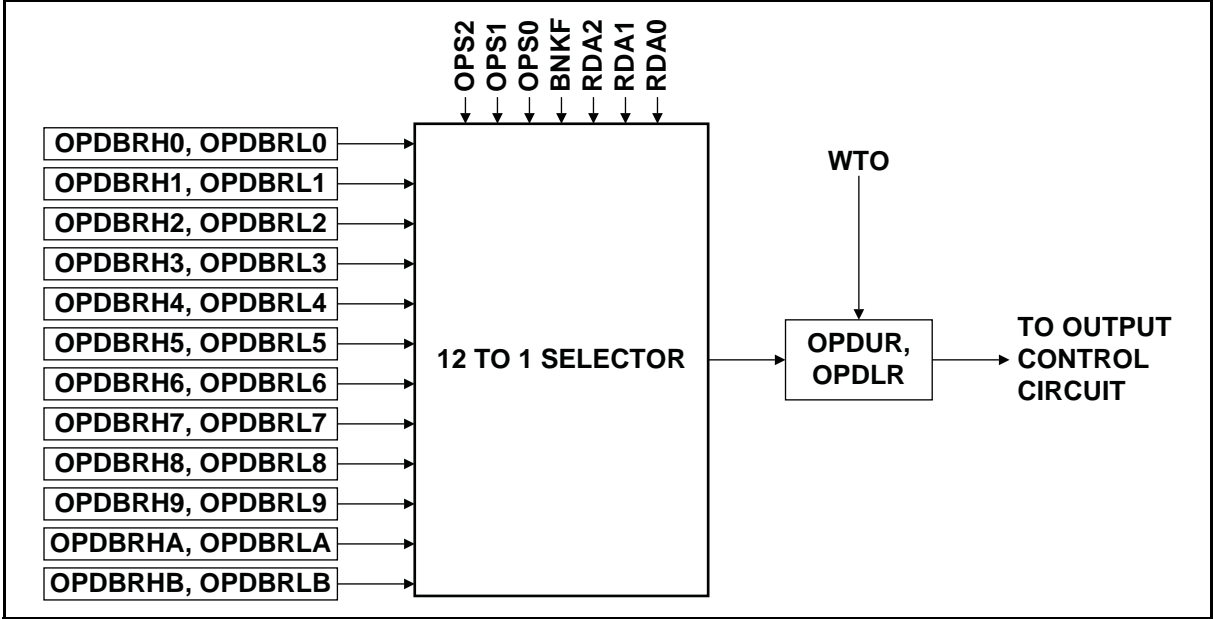 OPS2
OPS1
OPS0
BNKF
RDA2
RDA1
RDA0
OPDBRH0, OPDBRL0
OPDBRH1, OPDBRL1
OPDBRH2, OPDBRL2
OPDBRH3, OPDBRL3
OPDBRH4, OPDBRL4
OPDBRH5, OPDBRL5
OPDBRH6, OPDBRL6
OPDBRH7, OPDBRL7
OPDBRH8, OPDBRL8
OPDBRH9, OPDBRL9
OPDBRHA, OPDBRLA
OPDBRHB, OPDBRLB
12 TO 1 SELECTOR
WTO
OPDUR,
OPDLR
TO OUTPUT
CONTROL
CIRCUIT